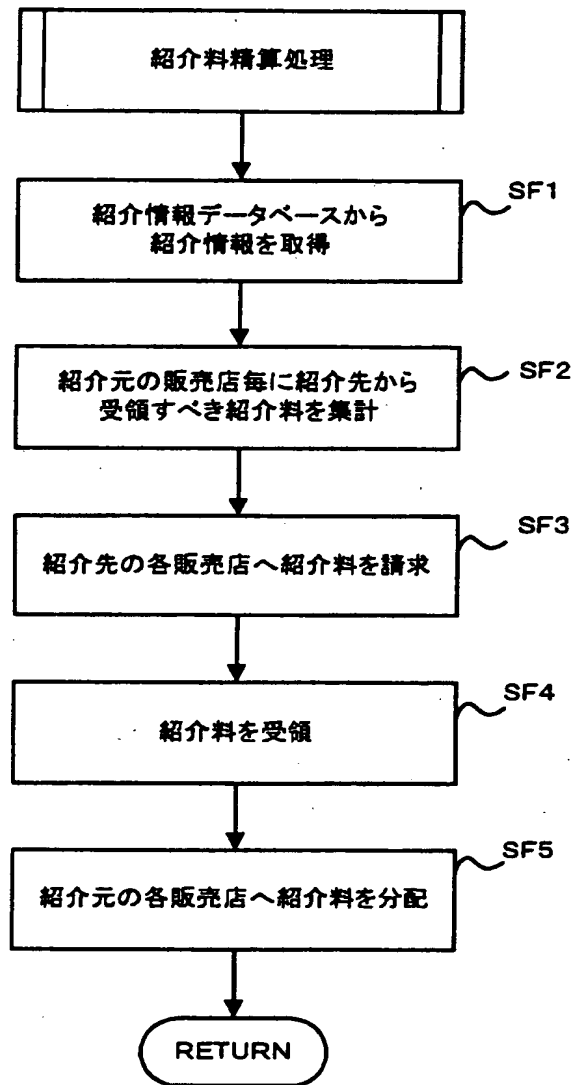 紹介料精算処理
紹介情報データベースから
紹介情報を取得
SF1
紹介元の販売店毎に紹介先から
受領すべき紹介料を集計
SF2
紹介先の各販売店へ紹介料を請求
SF3
紹介料を受領
SF4
紹介元の各販売店へ紹介料を分配
SF5
RETURN